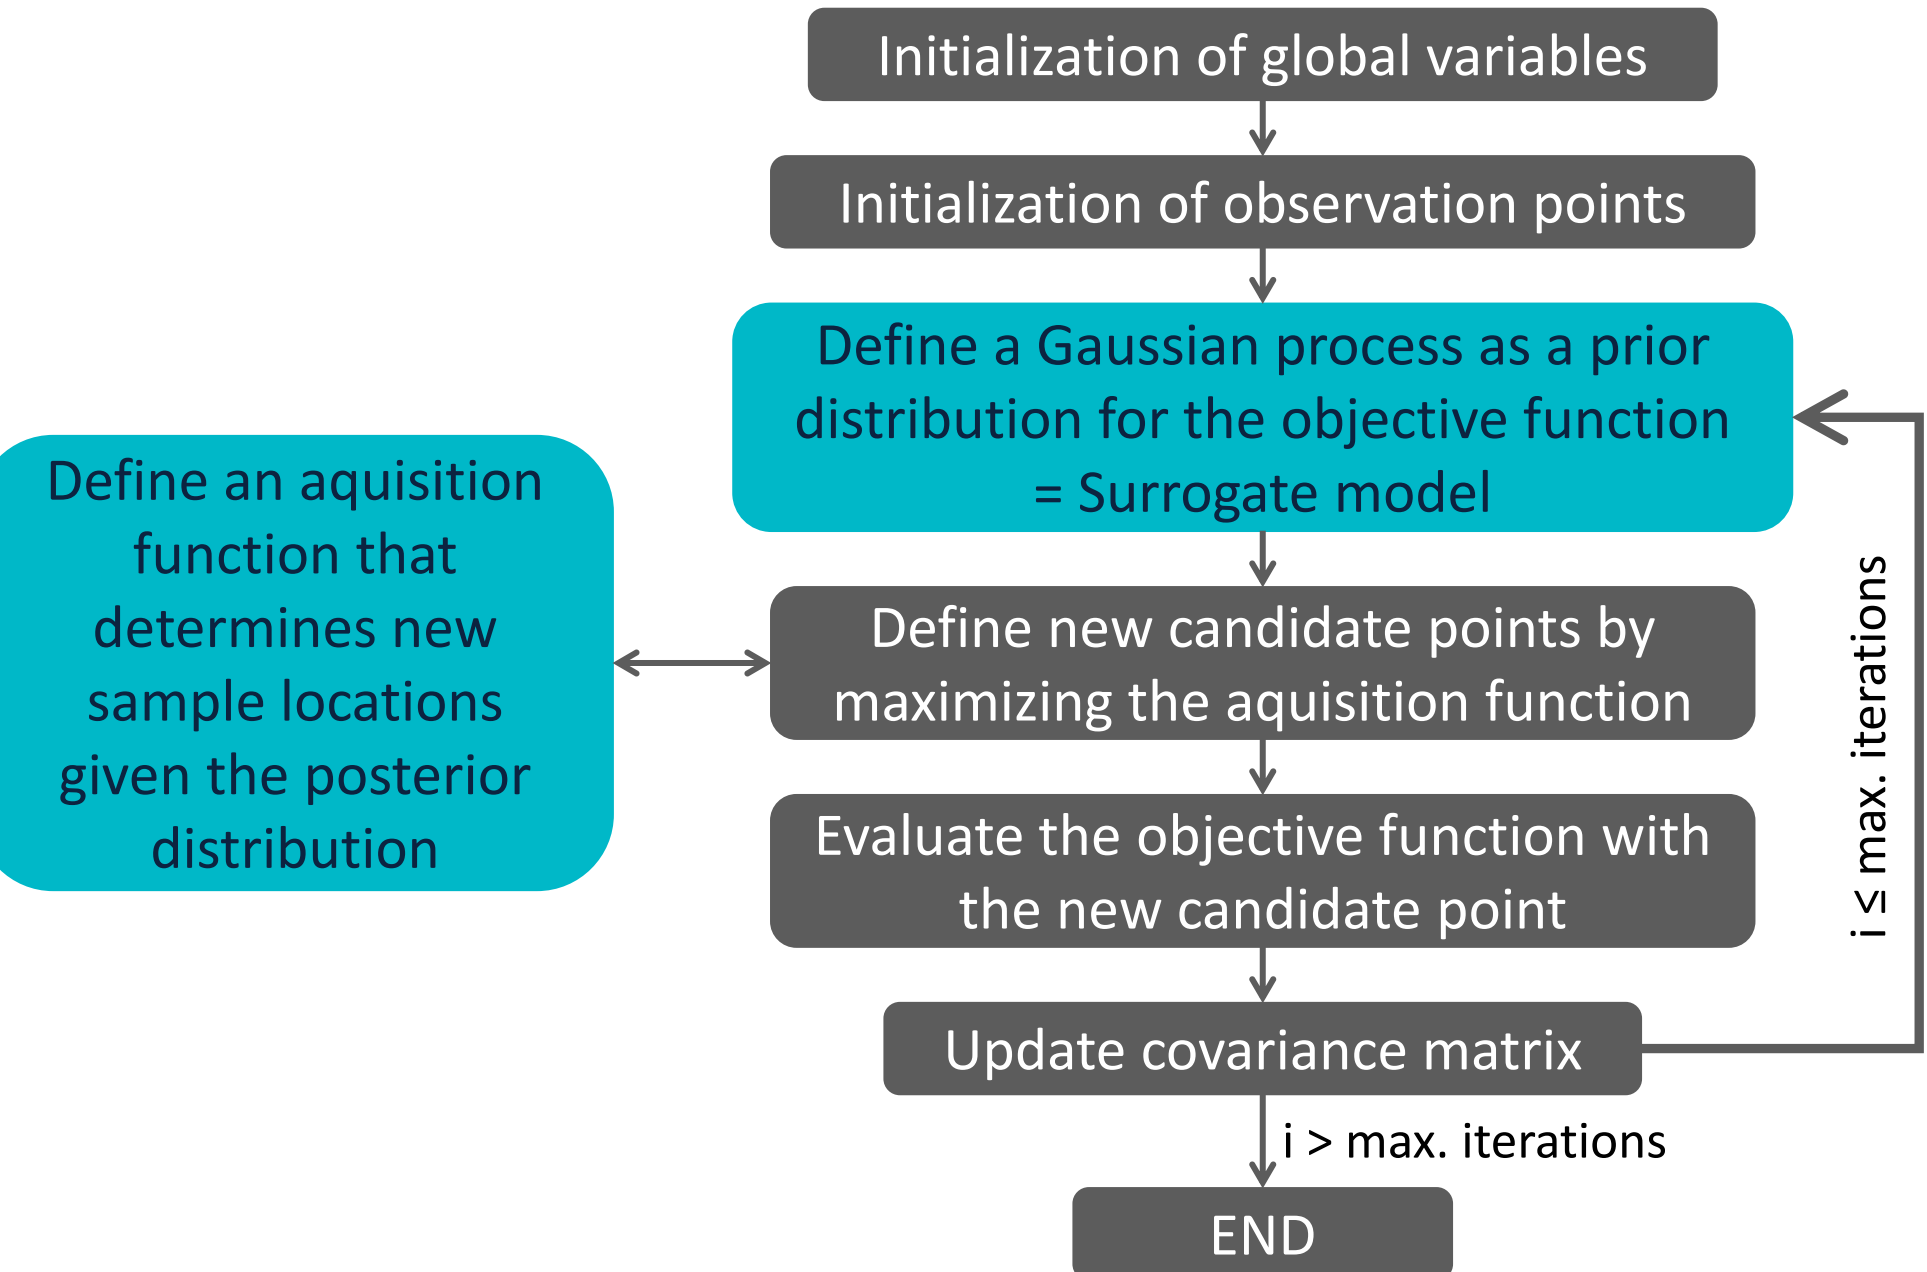 Initialization of global variables
Initialization of observation points
Define a Gaussian process as a prior
distribution for the objective function
= Surrogate model
Define an aquisition
function that
determines new
sample locations
given the posterior
distribution
Define new candidate points by
maximizing the aquisition function
Evaluate the objective function with
the new candidate point
Update covariance matrix
i ≤ max. iterations
i > max. iterations
END